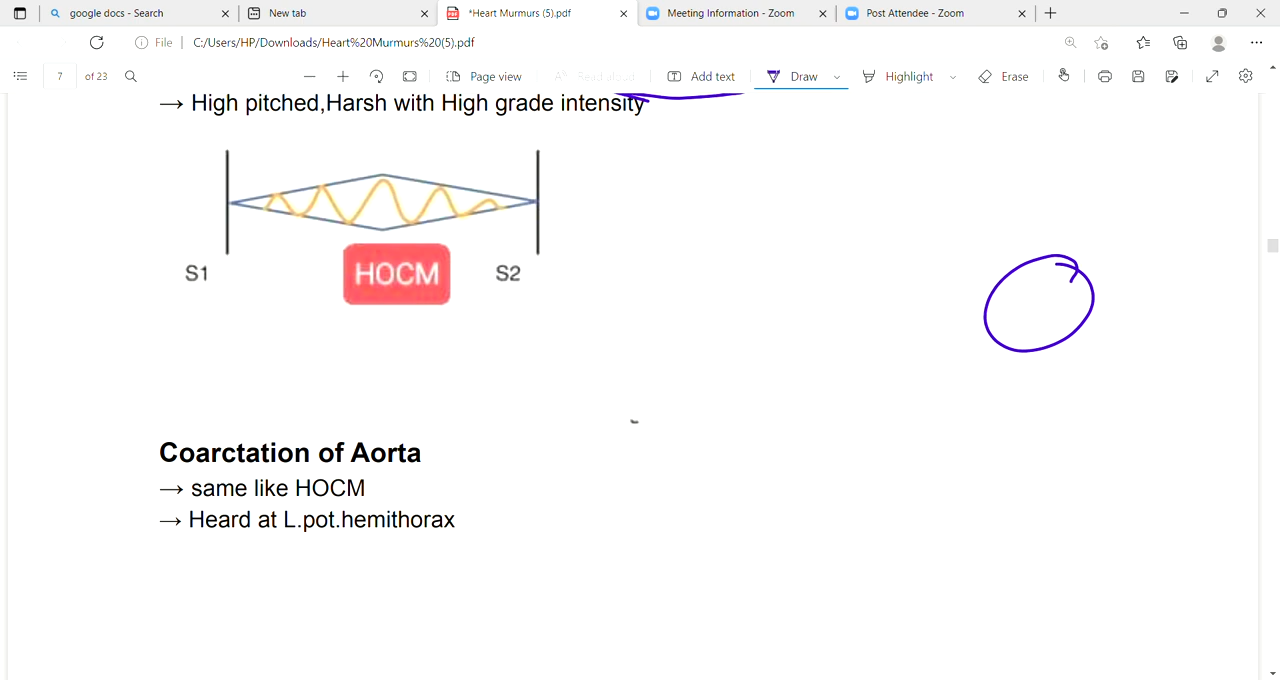 google docs - Search
New tab
*Heart Murmurs (5).pdf
Meeting Information - Zoom
Post Attendee - Zoom
File
C:/Users/HP/Downloads/Heart%20Murmurs%20(5).pdf
7 of 23
Page view
Read aloud
Add text
Draw
Highlight
Erase
→ High pitched,Harsh with High grade intensity
S1
HOCM
S2
Coarctation of Aorta
→ same like HOCM
→ Heard at L.pot.hemithorax